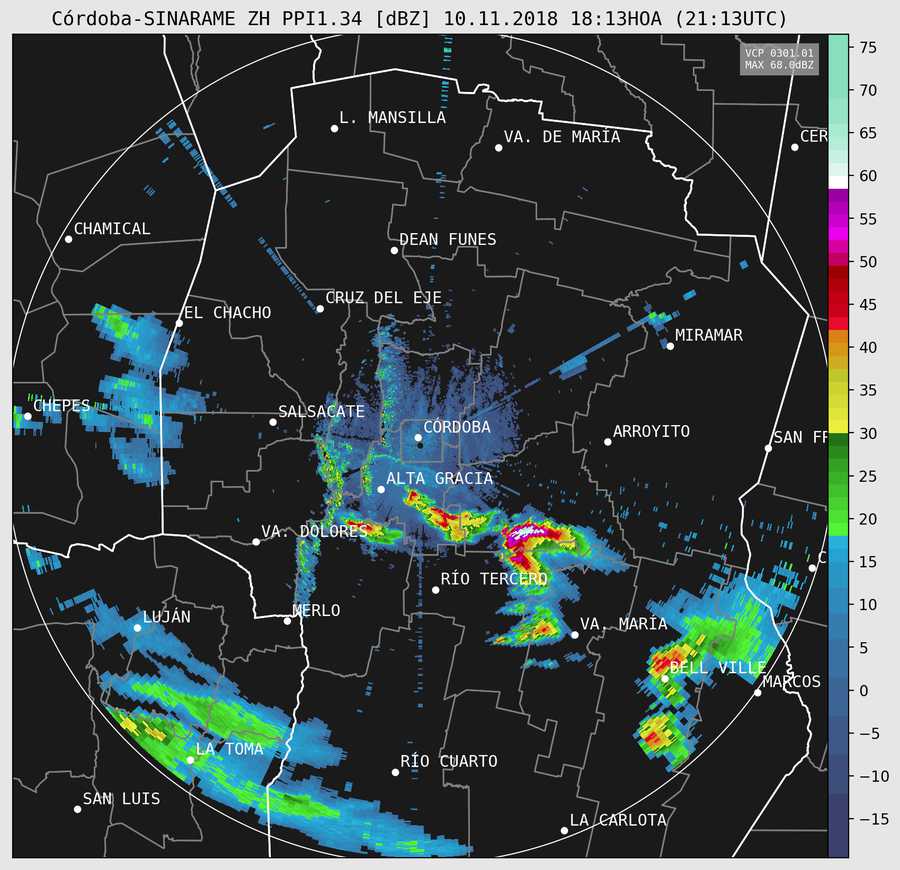 Córdoba-SINARAME ZH PPI1.34 [dBZ] 10.11.2018 18:13HOA (21:13UTC)
VCP 0301.01
MAX 68.0dBZ
75
70
65
60
55
50
45
40
35
30
25
20
15
10
5
0
−5
−10
−15
L. MANSILLA
VA. DE MARÍA
CER
CHAMICAL
DEAN FUNES
CRUZ DEL EJE
EL CHACHO
MIRAMAR
CHEPES
SALSACATE
CÓRDOBA
ARROYITO
SAN FR
ALTA GRACIA
VA. DOLORES
C
RÍO TERCERO
MERLO
LUJÁN
VA. MARÍA
BELL VILLE
MARCOS
LA TOMA
RÍO CUARTO
SAN LUIS
LA CARLOTA